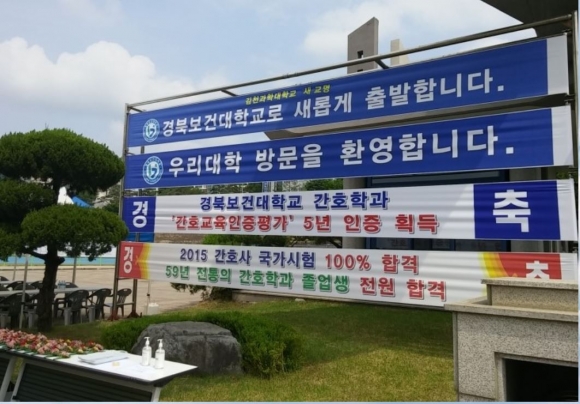 김천과학대학교 새 교명
경북보건대학교로 새롭게 출발합니다.
우리대학 방문을 환영합니다.
경 축
경북보건대학교 간호학과
'간호교육인증평가' 5년 인증 획득
경 축
2015 간호사 국가시험 100% 합격
59년 전통의 간호학과 졸업생 전원 합격